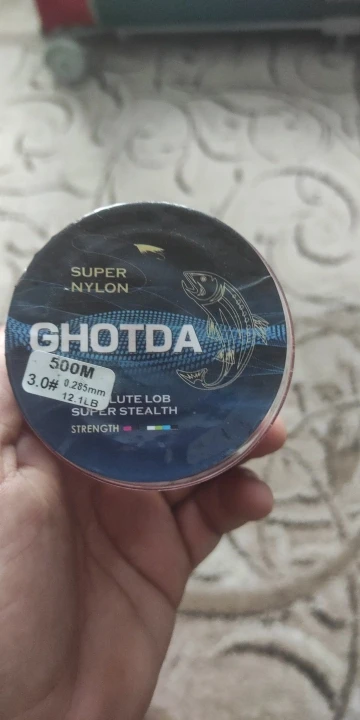 SUPER
NYLON
GHOTDA
500M
3.0# 0.285mm
12.1LB
LUTE LOB
SUPER STEALTH
STRENGTH